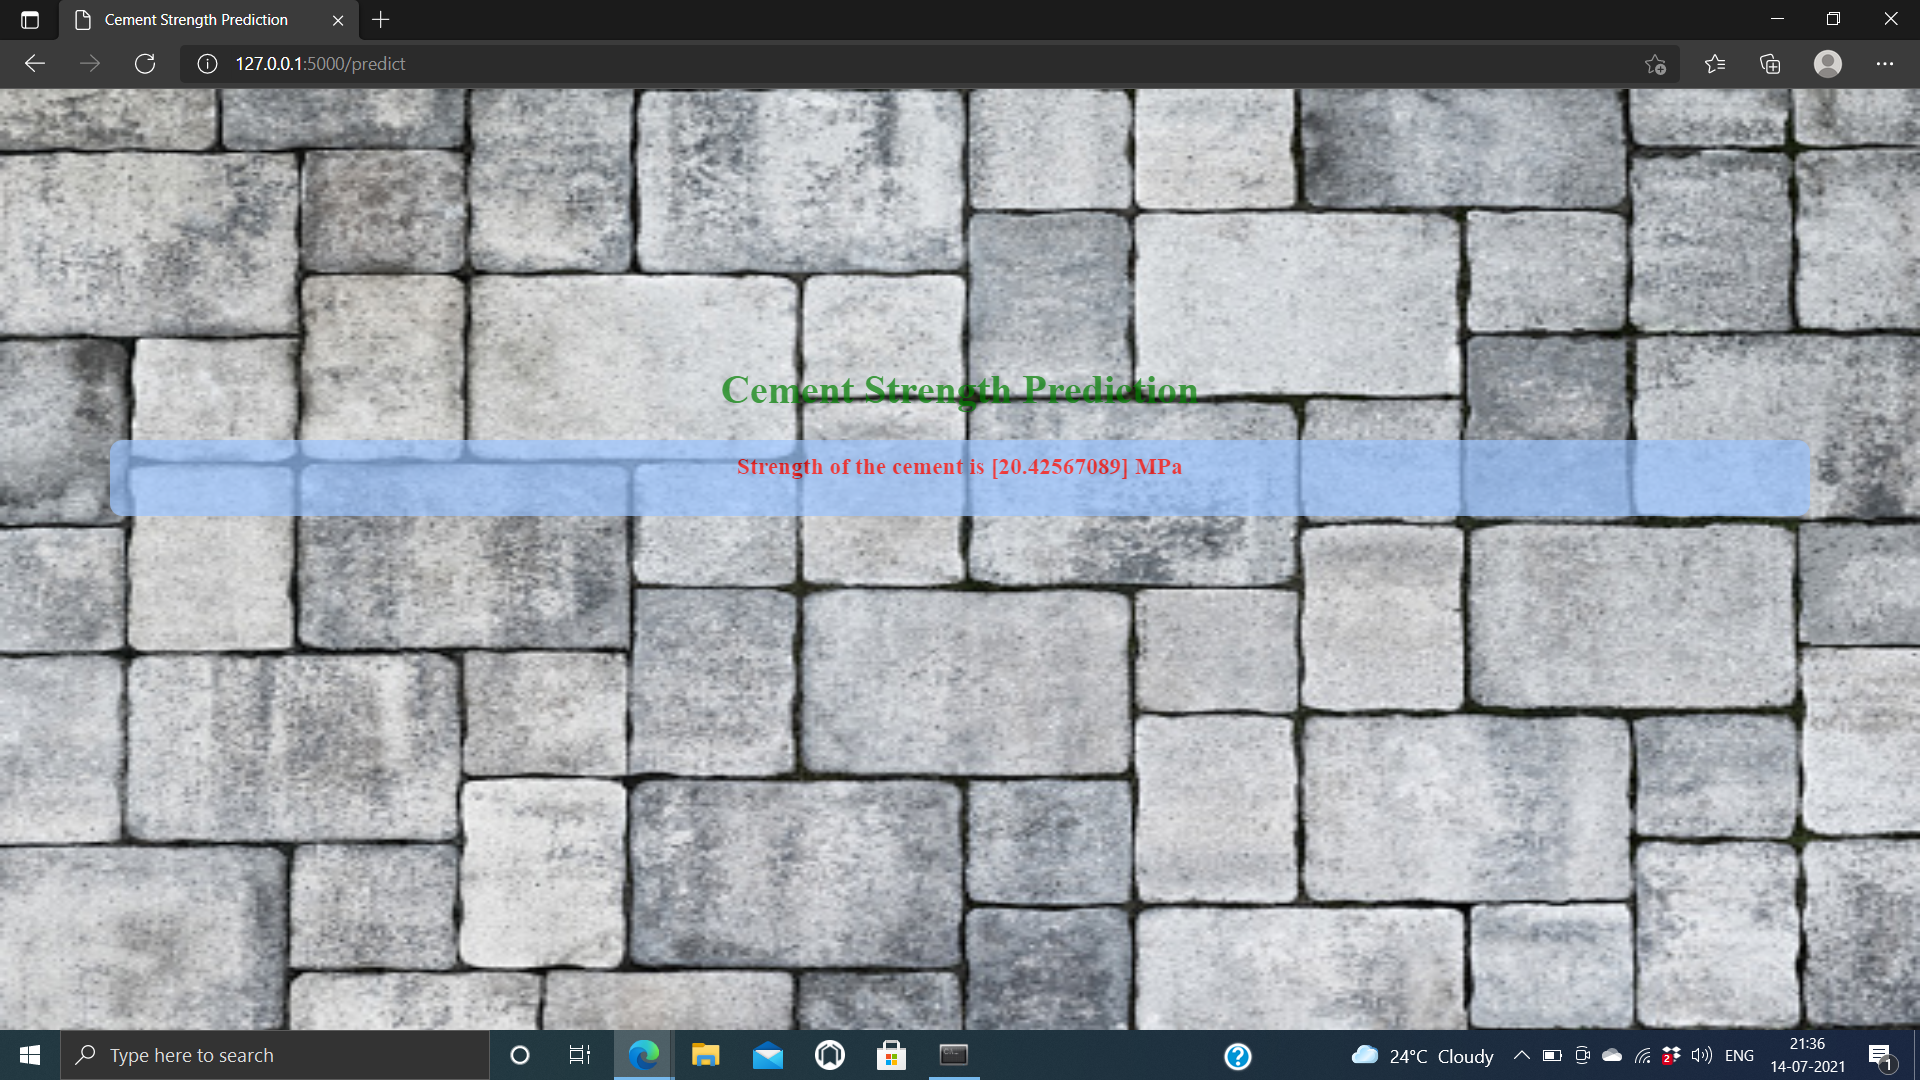 Cement Strength Prediction
127.0.0.1:5000/predict
Cement Strength Prediction
Strength of the cement is [20.42567089] MPa
Type here to search
24°C Cloudy
ENG
21:36
14-07-2021
2
1